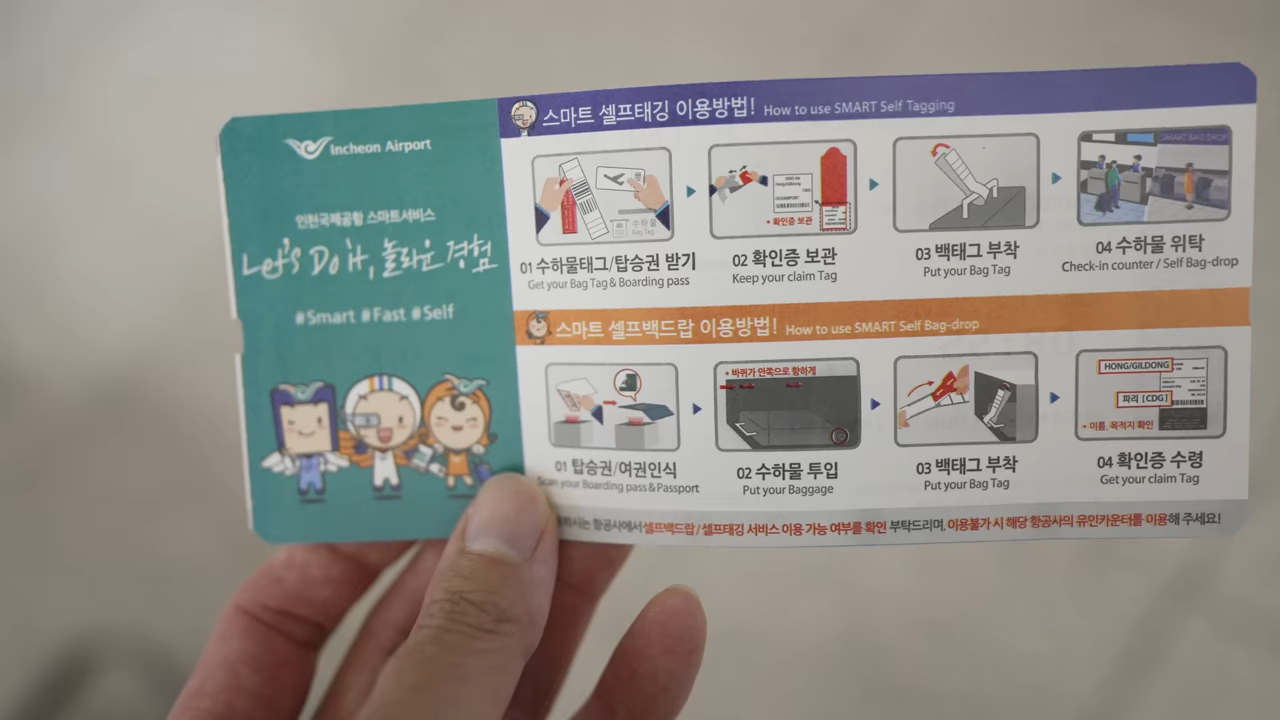 Incheon Airport
인천국제공항 스마트서비스
Let's Do it, 놀라운 경험
#Smart #Fast #Self
스마트 셀프태깅 이용방법! How to use SMART Self Tagging
수하물
Bag Tag
* 확인증 보관
SMART BAG DROP
01 수하물태그/탑승권 받기
Get your Bag Tag & Boarding pass
02 확인증 보관
Keep your claim Tag
03 백태그 부착
Put your Bag Tag
04 수하물 위탁
Check-in counter / Self Bag-drop
스마트 셀프백드랍 이용방법! How to use SMART Self Bag-drop
* 바퀴가 안쪽으로 향하게
HONG/GILDONG
파리 [CDG]
* 이름, 목적지 확인
01 탑승권/여권인식
Scan your Boarding pass & Passport
02 수하물 투입
Put your Baggage
03 백태그 부착
Put your Bag Tag
04 확인증 수령
Get your claim Tag
항공사에서 셀프백드랍 / 셀프태깅 서비스 이용 가능 여부를 확인 부탁드리며, 이용불가 시 해당 항공사의 유인카운터를 이용해 주세요!